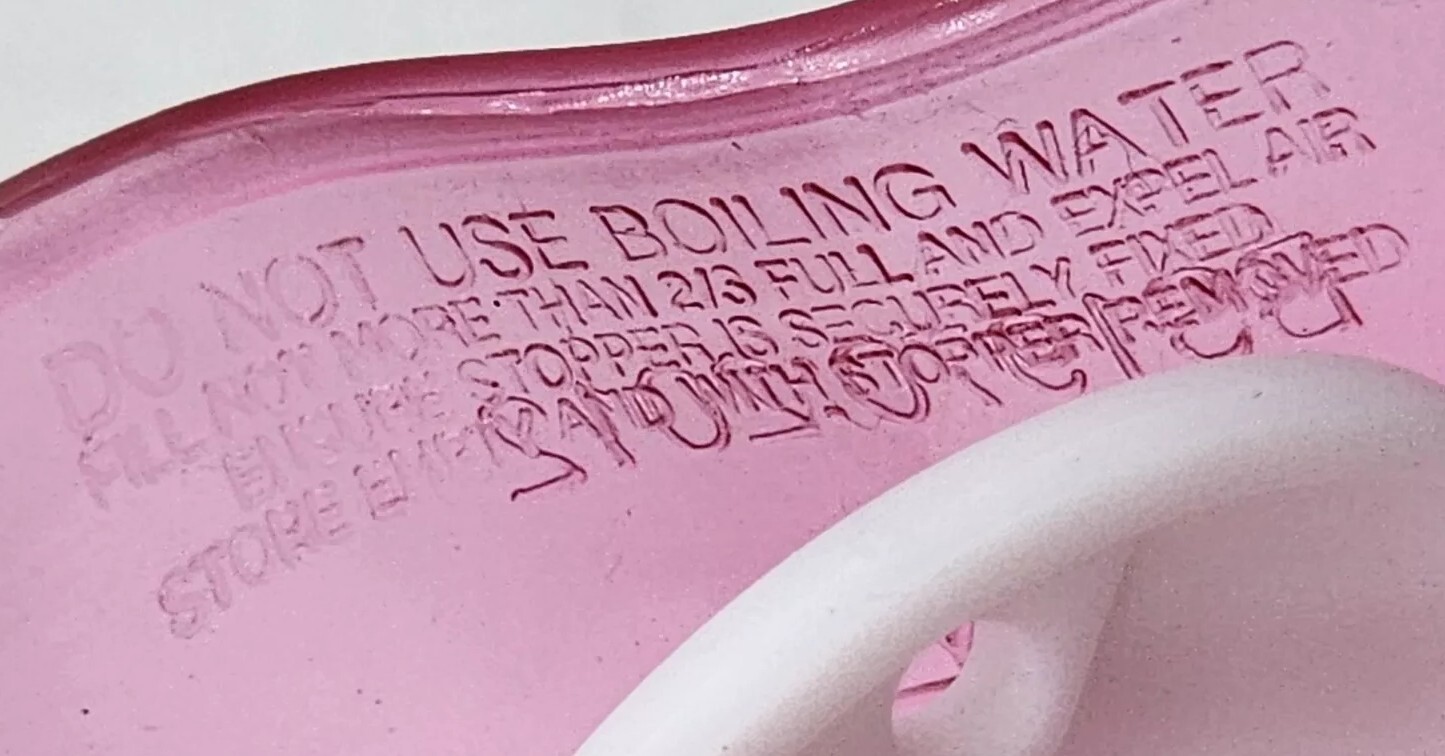 DO NOT USE BOILING WATER
FILL NOT MORE THAN 2/3 FULL AND EXPEL AIR
ENSURE STOPPER IS SECURELY FIXED
STORE EMPTY AND WITH STOPPER REMOVED